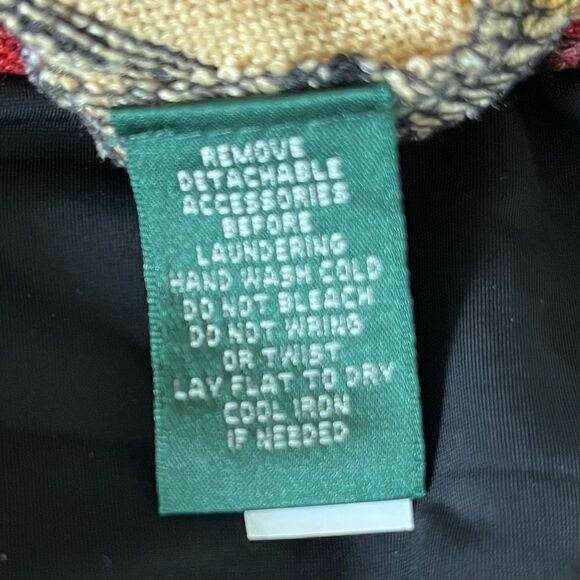 REMOVE
DETACHABLE
ACCESSORIES
BEFORE
LAUNDERING
HAND WASH COLD
DO NOT BLEACH
DO NOT WRING
OR TWIST
LAY FLAT TO DRY
COOL IRON
IF NEEDED